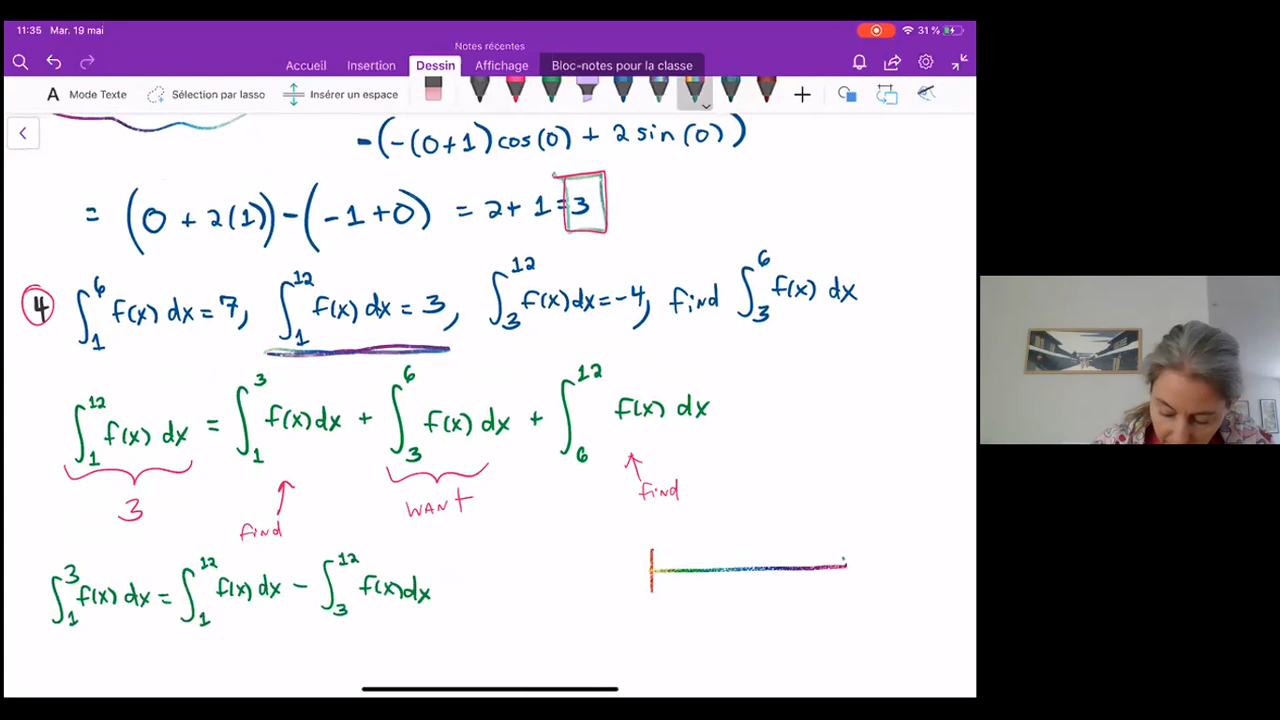 11:35 Mar. 19 mai 31 %
Notes récentes
Accueil Insertion Dessin Affichage Bloc-notes pour la classe
A Mode Texte Sélection par lasso Insérer un espace
-(-(0+1)cos(0) + 2 sin(0))
= (0 + 2(1)) - (-1+0) = 2+1 = 3
4 ∫₁⁶ f(x) dx = 7, ∫₁¹² f(x) dx = 3, ∫₃¹² f(x)dx = -4, find ∫₃⁶ f(x) dx
∫₁¹² f(x) dx = ∫₁³ f(x)dx + ∫₃⁶ f(x) dx + ∫₆¹² f(x) dx
3 find want find
∫₁³ f(x) dx = ∫₁¹² f(x) dx - ∫₃¹² f(x)dx